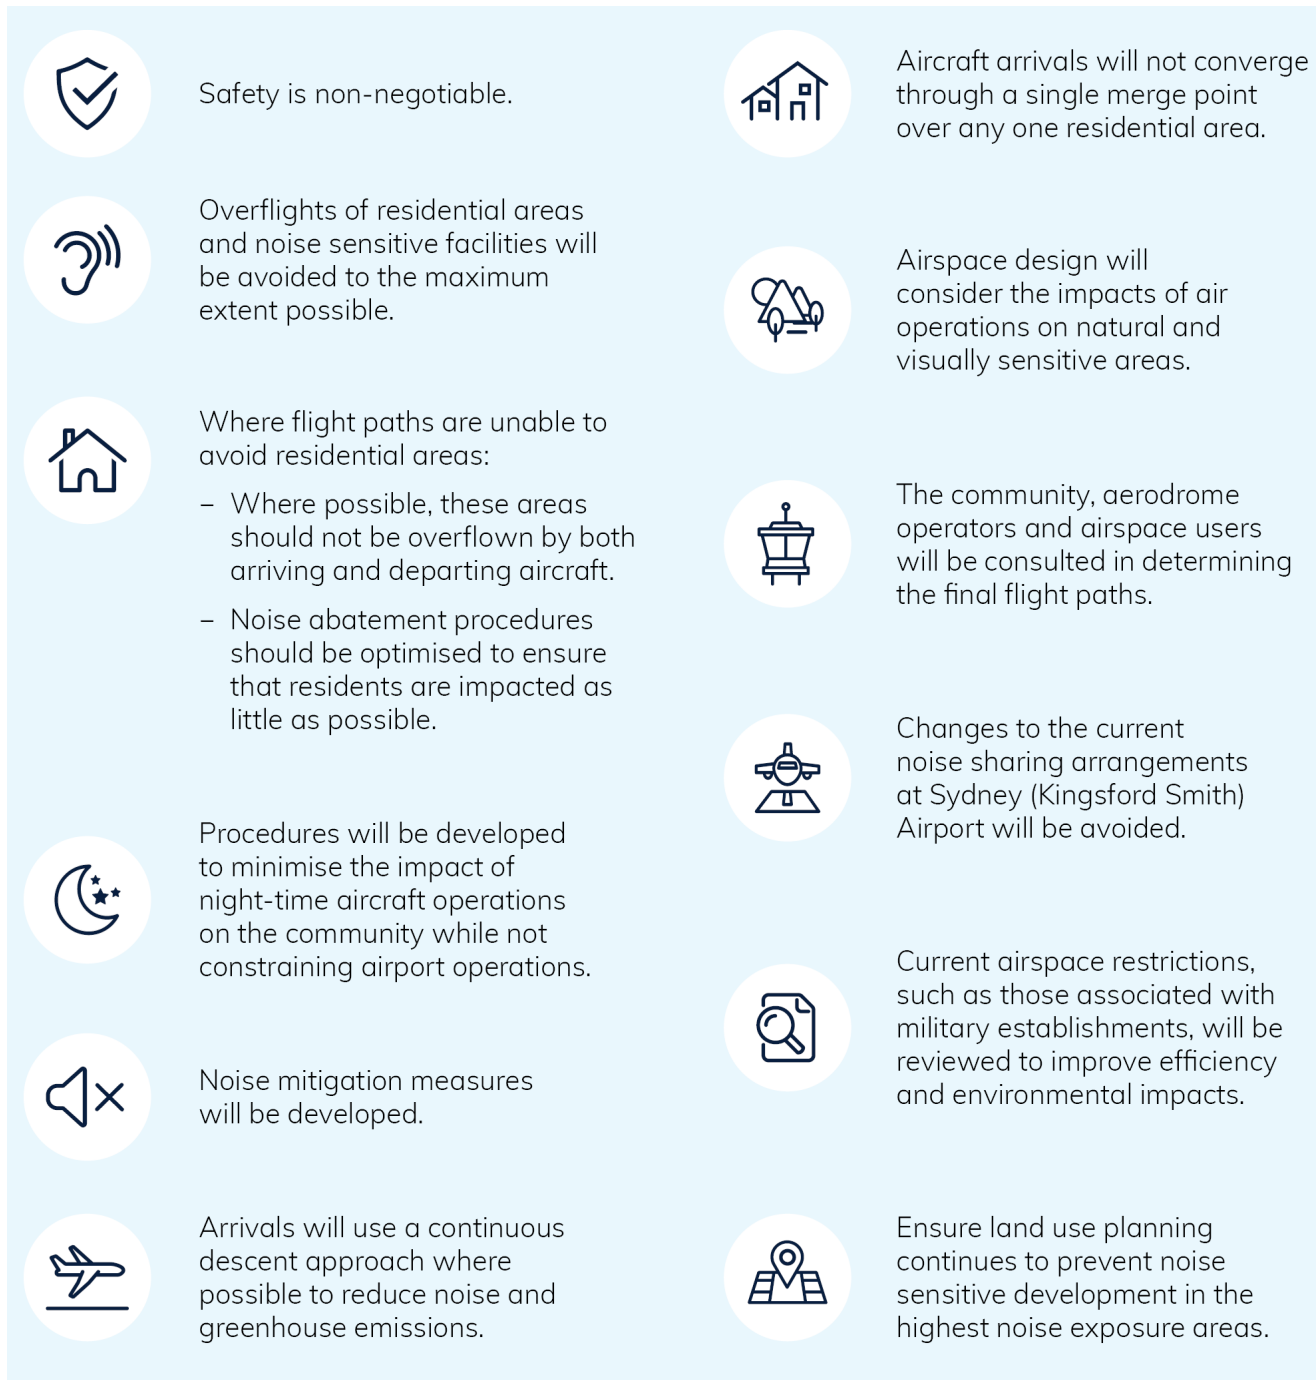 Safety is non-negotiable.
Overflights of residential areas
and noise sensitive facilities will
be avoided to the maximum
extent possible.
Where flight paths are unable to
avoid residential areas:
– Where possible, these areas
should not be overflown by both
arriving and departing aircraft.
– Noise abatement procedures
should be optimised to ensure
that residents are impacted as
little as possible.
Procedures will be developed
to minimise the impact of
night-time aircraft operations
on the community while not
constraining airport operations.
Noise mitigation measures
will be developed.
Arrivals will use a continuous
descent approach where
possible to reduce noise and
greenhouse emissions.
Aircraft arrivals will not converge
through a single merge point
over any one residential area.
Airspace design will
consider the impacts of air
operations on natural and
visually sensitive areas.
The community, aerodrome
operators and airspace users
will be consulted in determining
the final flight paths.
Changes to the current
noise sharing arrangements
at Sydney (Kingsford Smith)
Airport will be avoided.
Current airspace restrictions,
such as those associated with
military establishments, will be
reviewed to improve efficiency
and environmental impacts.
Ensure land use planning
continues to prevent noise
sensitive development in the
highest noise exposure areas.